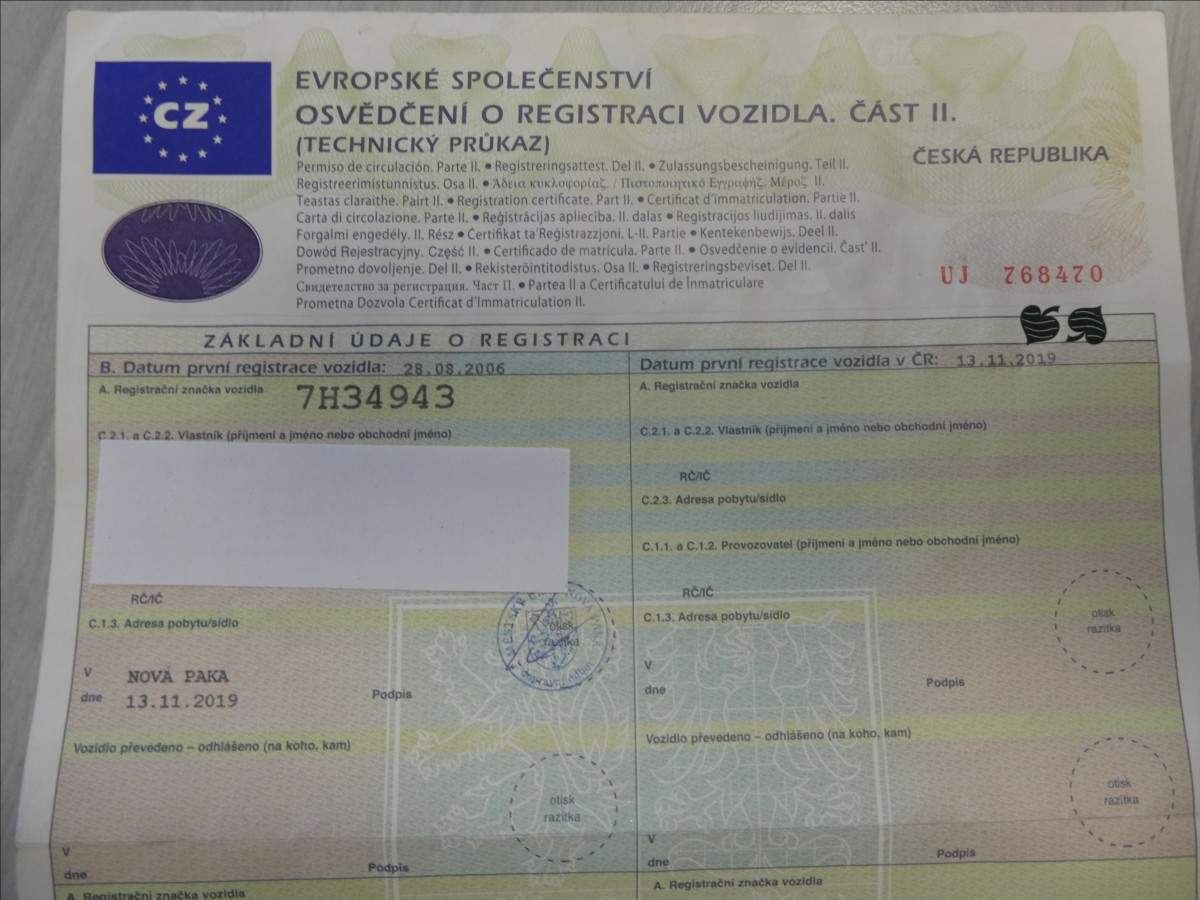 CZ
EVROPSKÉ SPOLEČENSTVÍ
OSVĚDČENÍ O REGISTRACI VOZIDLA. ČÁST II.
(TECHNICKÝ PRŮKAZ)
ČESKÁ REPUBLIKA
Permiso de circulación. Parte II. • Registreringsattest. Del II. • Zulassungsbescheinigung. Teil II.
Registreerimistunnistus. Osa II. • Άδεια κυκλοφορίας. / Πιστοποιητικό Εγγραφής. Μέρος II.
Teastas claraithe. Pairt II. • Registration certificate. Part II. • Certificat d'immatriculation. Partie II.
Carta di circolazione. Parte II. • Reģistrācijas apliecība. II. dalas • Registracijos liudijimas. II. dalis
Forgalmi engedély. II. Rész • Ċertifikat ta'Reġistrazzjoni. L-II. Partie • Kentekenbewijs. Deel II.
Dowód Rejestracyjny. Część II. • Certificado de matrícula. Parte II. • Osvedčenie o evidencii. Časť II.
Prometno dovoljenje. Del II. • Rekisteröintitodistus. Osa II. • Registreringsbeviset. Del II.
Свидетелство за регистрация. Част II. • Partea II a Certificatului de Înmatriculare
Prometna Dozvola Certificat d'Immatriculation II.
UJ 768470
ZÁKLADNÍ ÚDAJE O REGISTRACI
B. Datum první registrace vozidla: 28.08.2006
Datum první registrace vozidla v ČR: 13.11.2019
A. Registrační značka vozidla 7H34943
A. Registrační značka vozidla
C.2.1. a C.2.2. Vlastník (příjmení a jméno nebo obchodní jméno)
C.2.1. a C.2.2. Vlastník (příjmení a jméno nebo obchodní jméno)
RČ/IČ
C.2.3. Adresa pobytu/sídlo
C.1.1. a C.1.2. Provozovatel (příjmení a jméno nebo obchodní jméno)
RČ/IČ
RČ/IČ
C.1.3. Adresa pobytu/sídlo
C.1.3. Adresa pobytu/sídlo
otisk
razítka
NOVÁ PAKA
dopravní odbor
otisk
razítka
V NOVÁ PAKA
dne 13.11.2019
Podpis
V
dne
Podpis
Vozidlo převedeno – odhlášeno (na koho, kam)
Vozidlo převedeno – odhlášeno (na koho, kam)
otisk
razítka
otisk
razítka
V
dne
Podpis
V
dne
Podpis
A. Registrační značka vozidla
A. Registrační značka vozidla